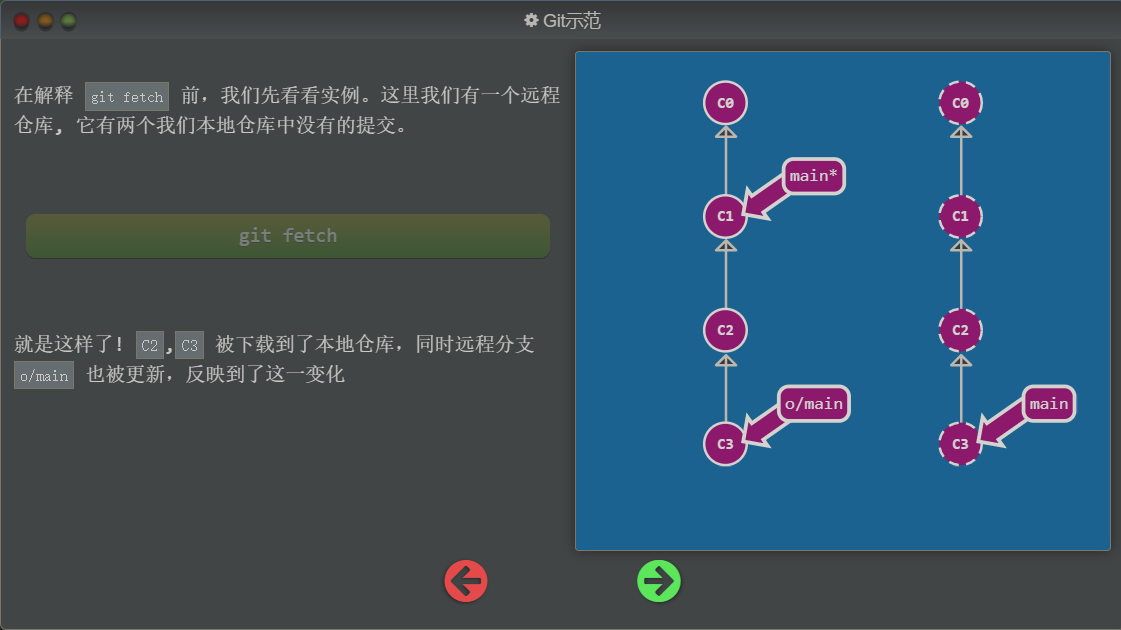 Git示范
在解释 git fetch 前，我们先看看实例。这里我们有一个远程
仓库, 它有两个我们本地仓库中没有的提交。
git fetch
就是这样了! C2,C3 被下载到了本地仓库，同时远程分支
o/main 也被更新，反映到了这一变化
C0
main*
C1
C2
o/main
C3
C0
C1
C2
main
C3